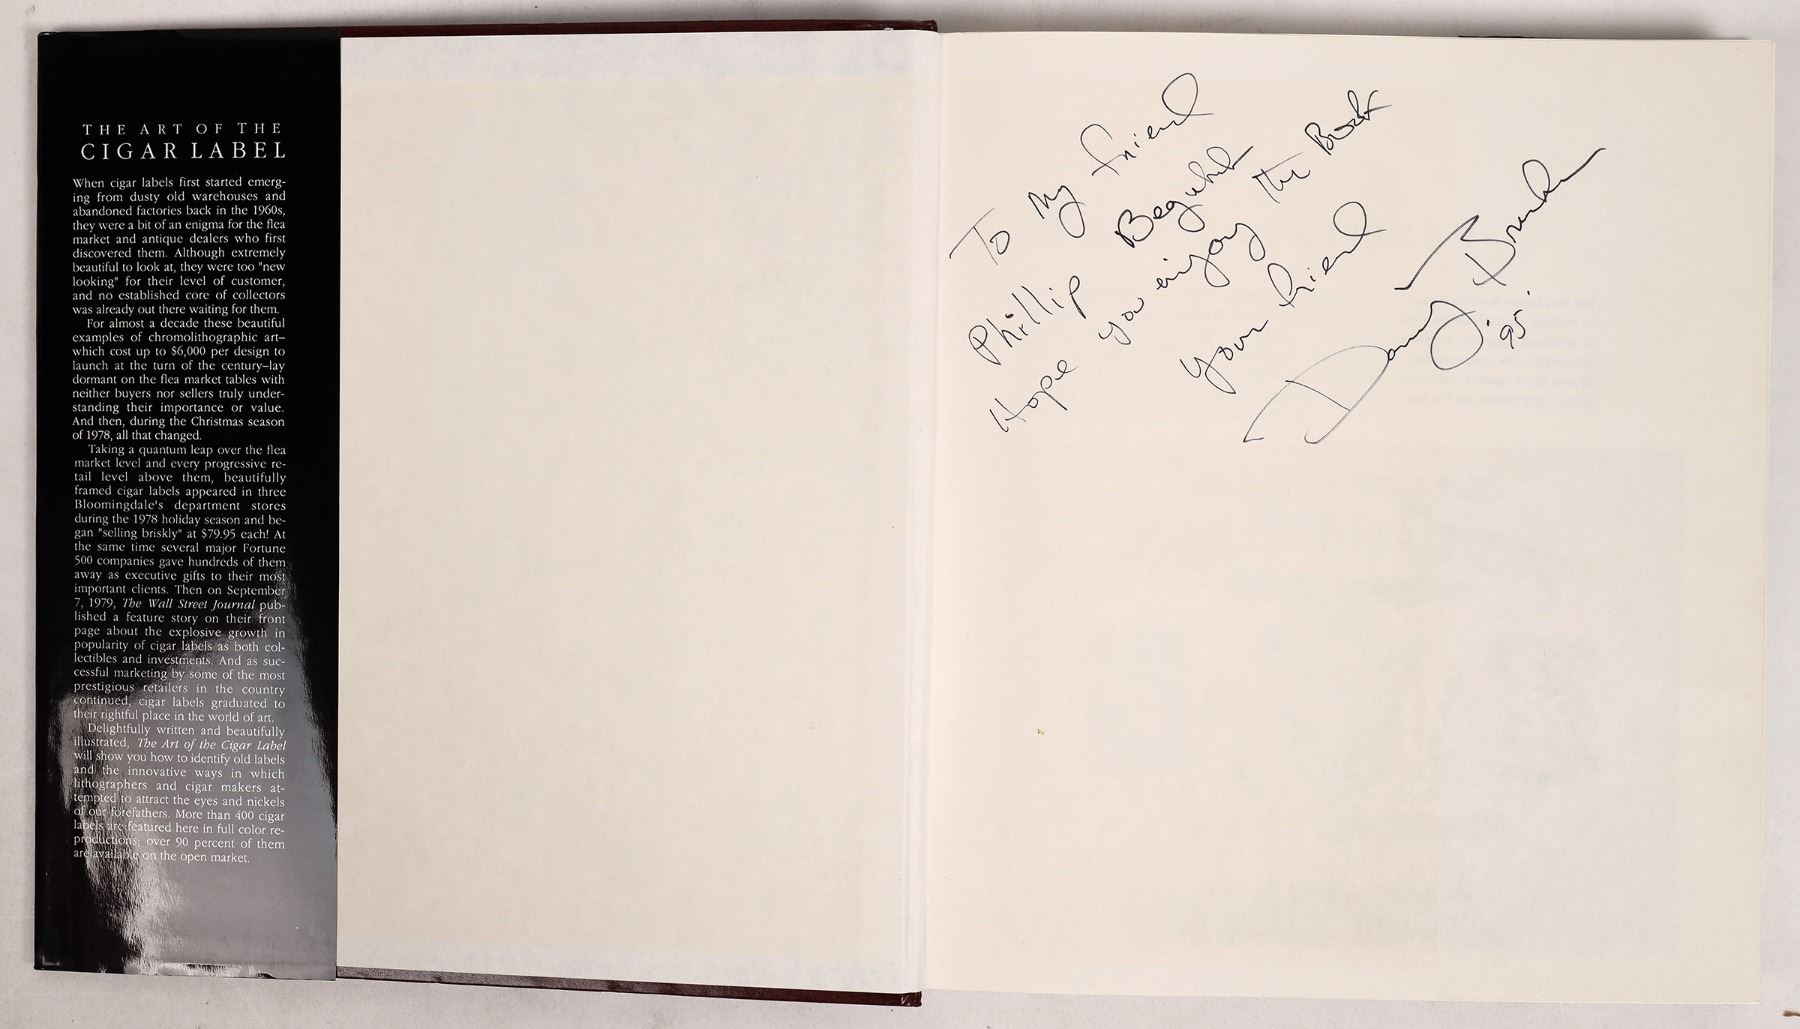 THE ART OF THE
CIGAR LABEL
When cigar labels first started emerg-
ing from dusty old warehouses and
abandoned factories back in the 1960s,
they were a bit of an enigma for the flea
market and antique dealers who first
discovered them. Although extremely
beautiful to look at, they were too "new
looking" for their level of customer,
and no established core of collectors
was already out there waiting for them.
For almost a decade these beautiful
examples of chromolithographic art–
which cost up to $6,000 per design to
launch at the turn of the century–lay
dormant on the flea market tables with
neither buyers nor sellers truly under-
standing their importance or value.
And then, during the Christmas season
of 1978, all that changed.
Taking a quantum leap over the flea
market level and every progressive re-
tail level above them, beautifully
framed cigar labels appeared in three
Bloomingdale's department stores
during the 1978 holiday season and be-
gan "selling briskly" at $79.95 each! At
the same time several major Fortune
500 companies gave hundreds of them
away as executive gifts to their most
important clients. Then on September
7, 1979, The Wall Street Journal pub-
lished a feature story on their front
page about the explosive growth in
popularity of cigar labels as both col-
lectibles and investments. And as suc-
cessful marketing by some of the most
prestigious retailers in the country
continued, cigar labels graduated to
their rightful place in the world of art.
Delightfully written and beautifully
illustrated, The Art of the Cigar Label
will show you how to identify old labels
and the innovative ways in which
lithographers and cigar makers at-
tempted to attract the eyes and nickels
of our forefathers. More than 400 cigar
labels are featured here in full color re-
productions; over 90 percent of them
are available on the open market.
To My friend
Phillip
Hope you enjoy the Book
your friend
Danny
'95'